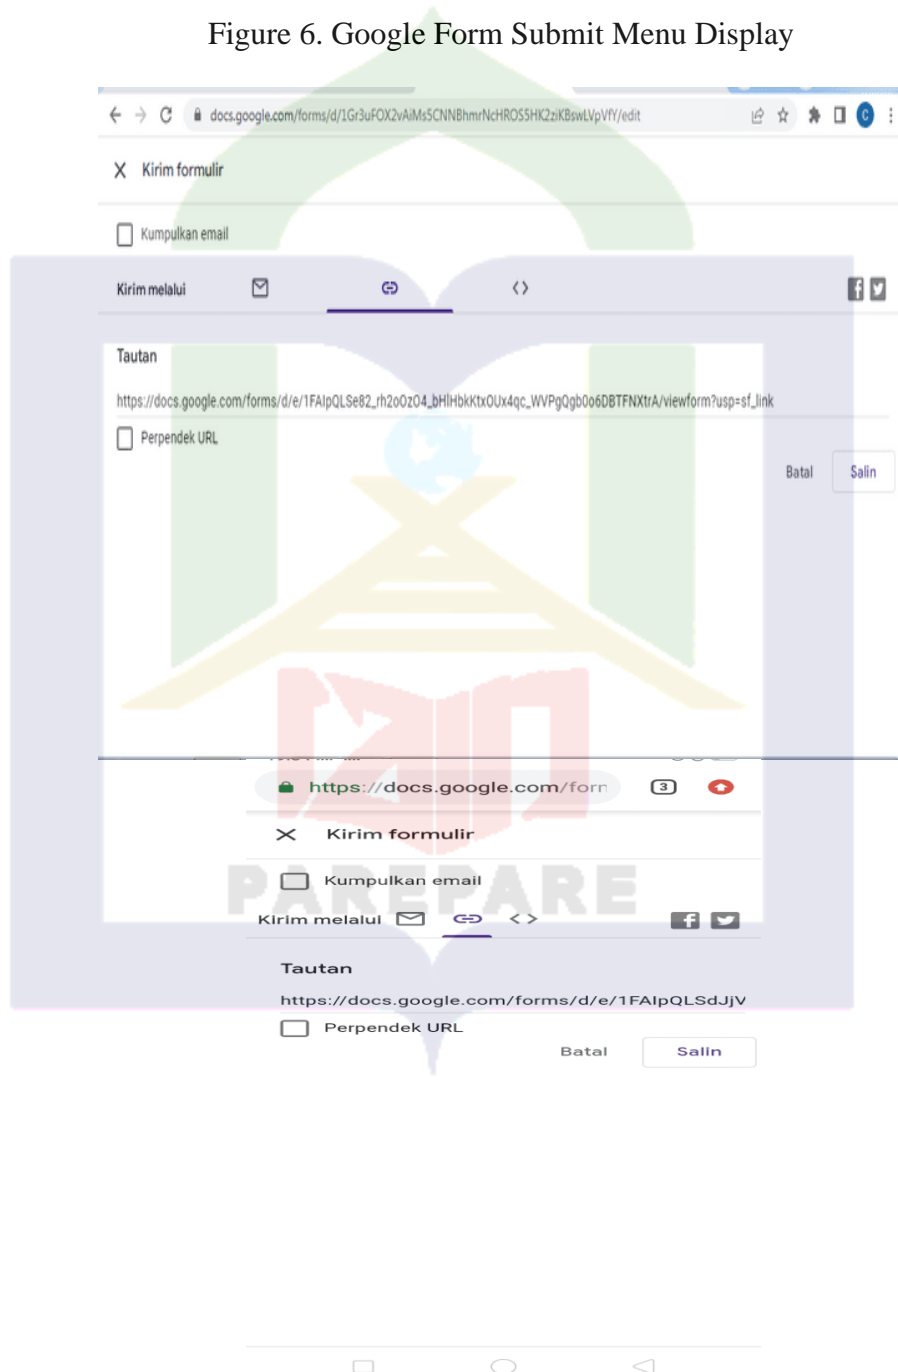 Figure 6. Google Form Submit Menu Display
docs.google.com/forms/d/1Gr3uFOX2vAiMs5CNNBhmrNcHROS5HK2ziKBswLVpVfY/edit
C
Kirim formulir
Kumpulkan email
Kirim melalui
Tautan
https://docs.google.com/forms/d/e/1FAIpQLSe82_rh2oOzO4_bHlHbkKtxOUx4qc_WVPgQgb0o6DBTFNXtrA/viewform?usp=sf_link
Perpendek URL
Batal Salin
https://docs.google.com/forn
3
Kirim formulir
Kumpulkan email
PAREPARE
Kirim melalui
Tautan
https://docs.google.com/forms/d/e/1FAIpQLSdJjV
Perpendek URL
Batal Salin